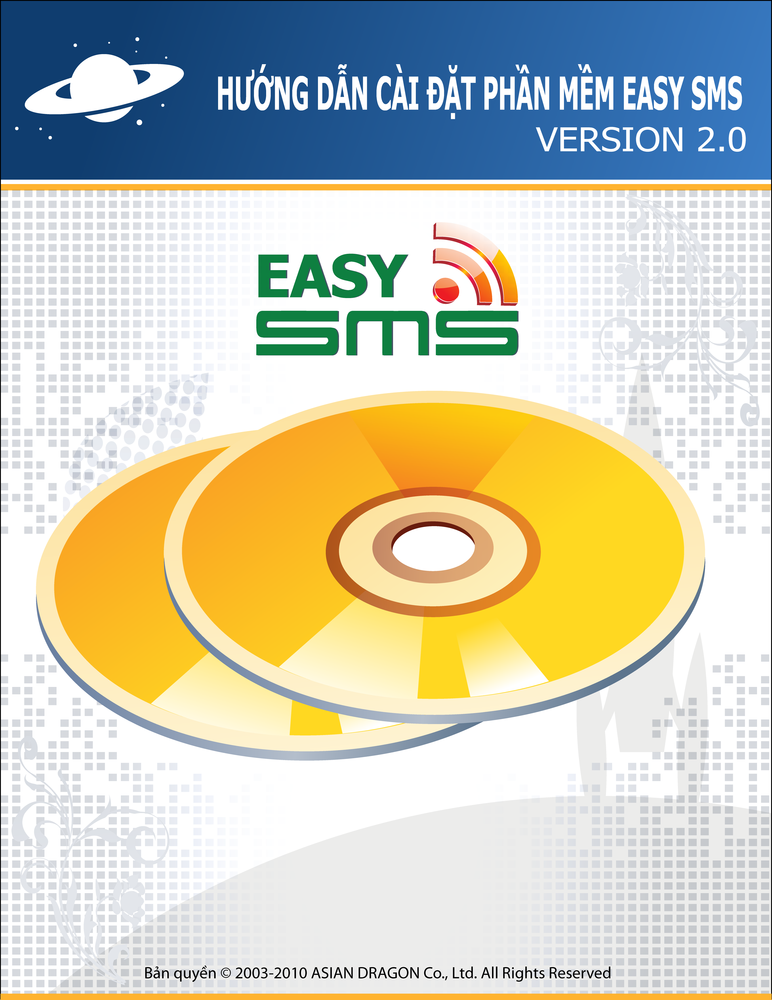 HƯỚNG DẪN CÀI ĐẶT PHẦN MỀM EASY SMS
VERSION 2.0
EASY
SMS
Bản quyền © 2003-2010 ASIAN DRAGON Co., Ltd. All Rights Reserved